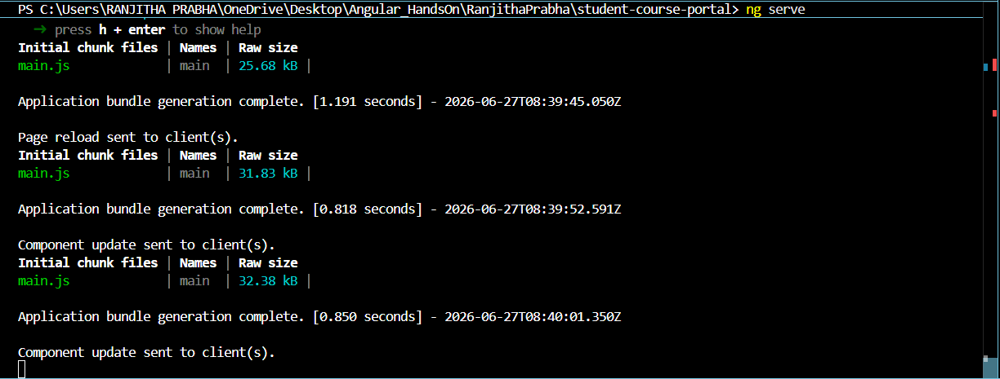 PS C:\Users\RANJITHA PRABHA\OneDrive\Desktop\Angular_HandsOn\RanjithaPrabha\student-course-portal> ng serve
➜ press h + enter to show help
Initial chunk files | Names | Raw size
main.js | main | 25.68 kB |
Application bundle generation complete. [1.191 seconds] - 2026-06-27T08:39:45.050Z
Page reload sent to client(s).
Initial chunk files | Names | Raw size
main.js | main | 31.83 kB |
Application bundle generation complete. [0.818 seconds] - 2026-06-27T08:39:52.591Z
Component update sent to client(s).
Initial chunk files | Names | Raw size
main.js | main | 32.38 kB |
Application bundle generation complete. [0.850 seconds] - 2026-06-27T08:40:01.350Z
Component update sent to client(s).